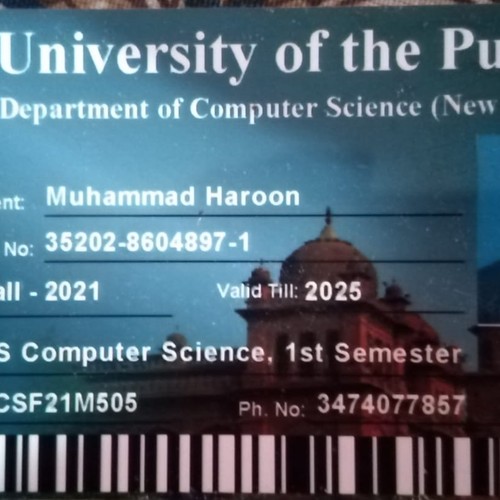 University of the Pu
Department of Computer Science (New
ent: Muhammad Haroon
No: 35202-8604897-1
all - 2021 Valid Till: 2025
S Computer Science, 1st Semester
CSF21M505 Ph. No: 3474077857